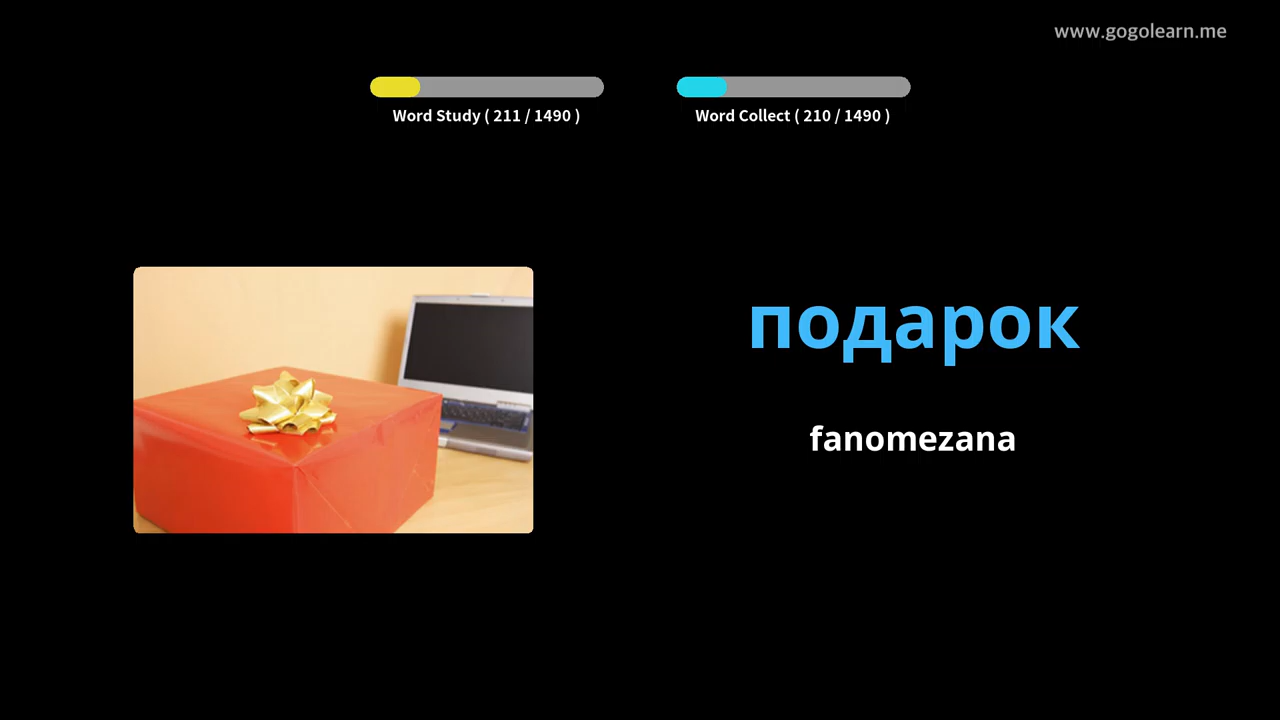 www.gogolearn.me
Word Study ( 211 / 1490 )
Word Collect ( 210 / 1490 )
подарок
fanomezana